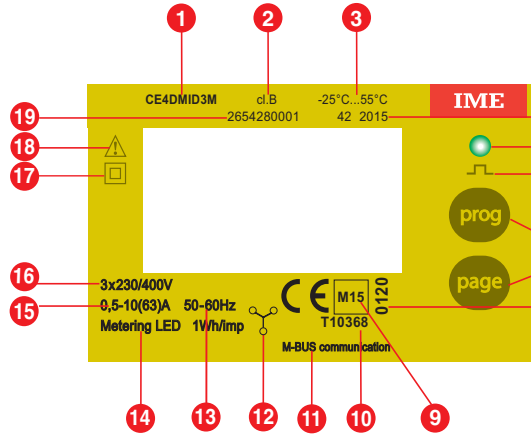 1 2 3
CE4DMID3M cl.B -25°C...55°C IME
19 2654280001 42 2015
18
17
prog
page
16 3x230/400V
15 0,5-10(63)A 50-60Hz CE M15 0120
Metering LED 1Wh/imp T10368
M-BUS communication
14 13 12 11 10 9